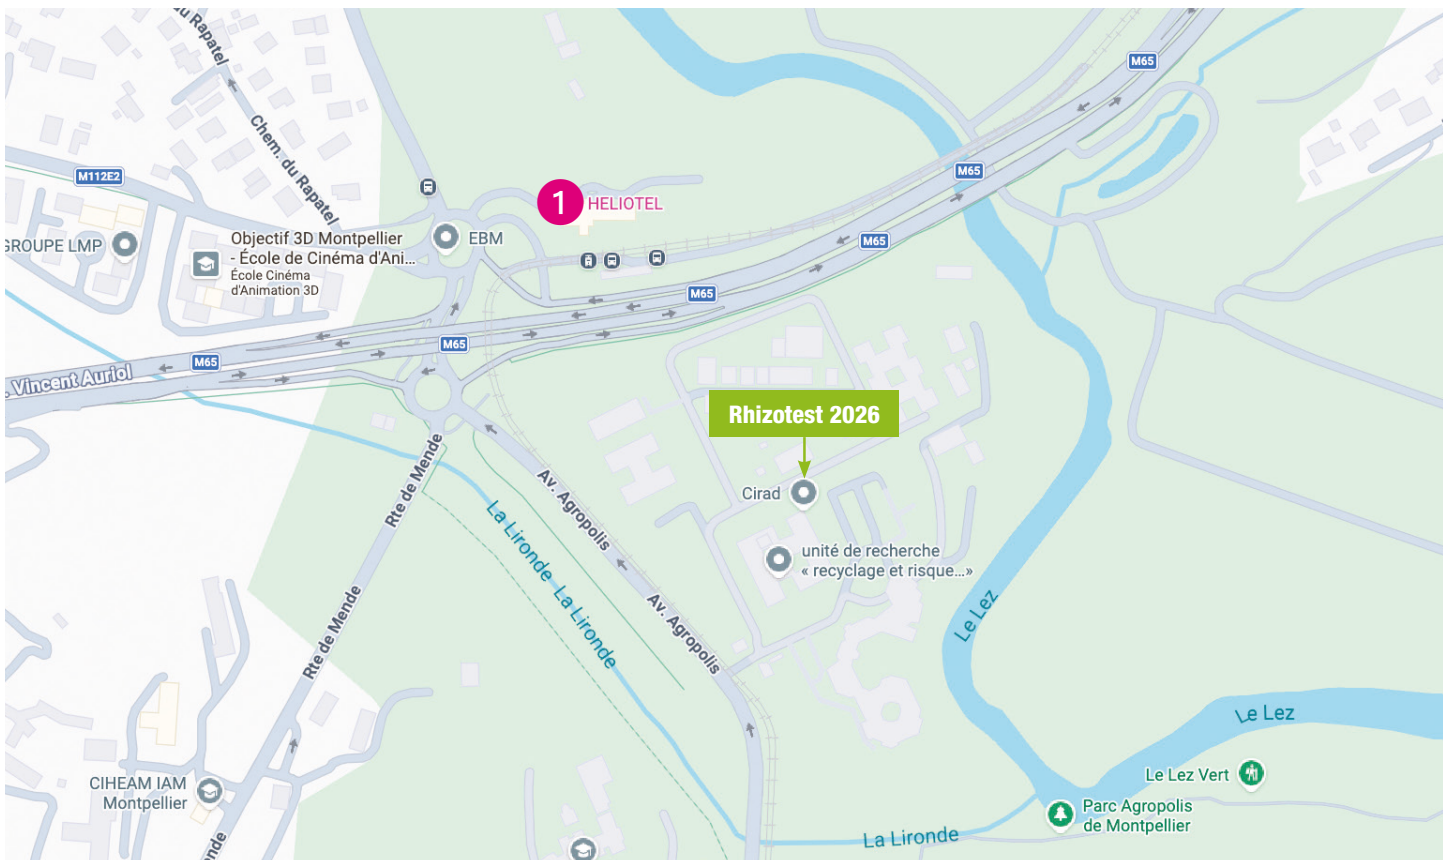 du Rapatel
M65
Chem. du Rapatel
M112E2
M65
1
HELIOTEL
GROUPE LMP
Objectif 3D Montpellier
- École de Cinéma d'Ani...
École Cinéma
d'Animation 3D
EBM
M65
M65
M65
M65
. Vincent Auriol
Rhizotest 2026
Rte de Mende
Av. Agropolis
Cirad
La Lironde
La Lironde
unité de recherche
« recyclage et risque...»
Rte de Mende
Av. Agropolis
Le Lez
Le Lez
CIHEAM IAM
Montpellier
Le Lez Vert
Parc Agropolis
de Montpellier
La Lironde